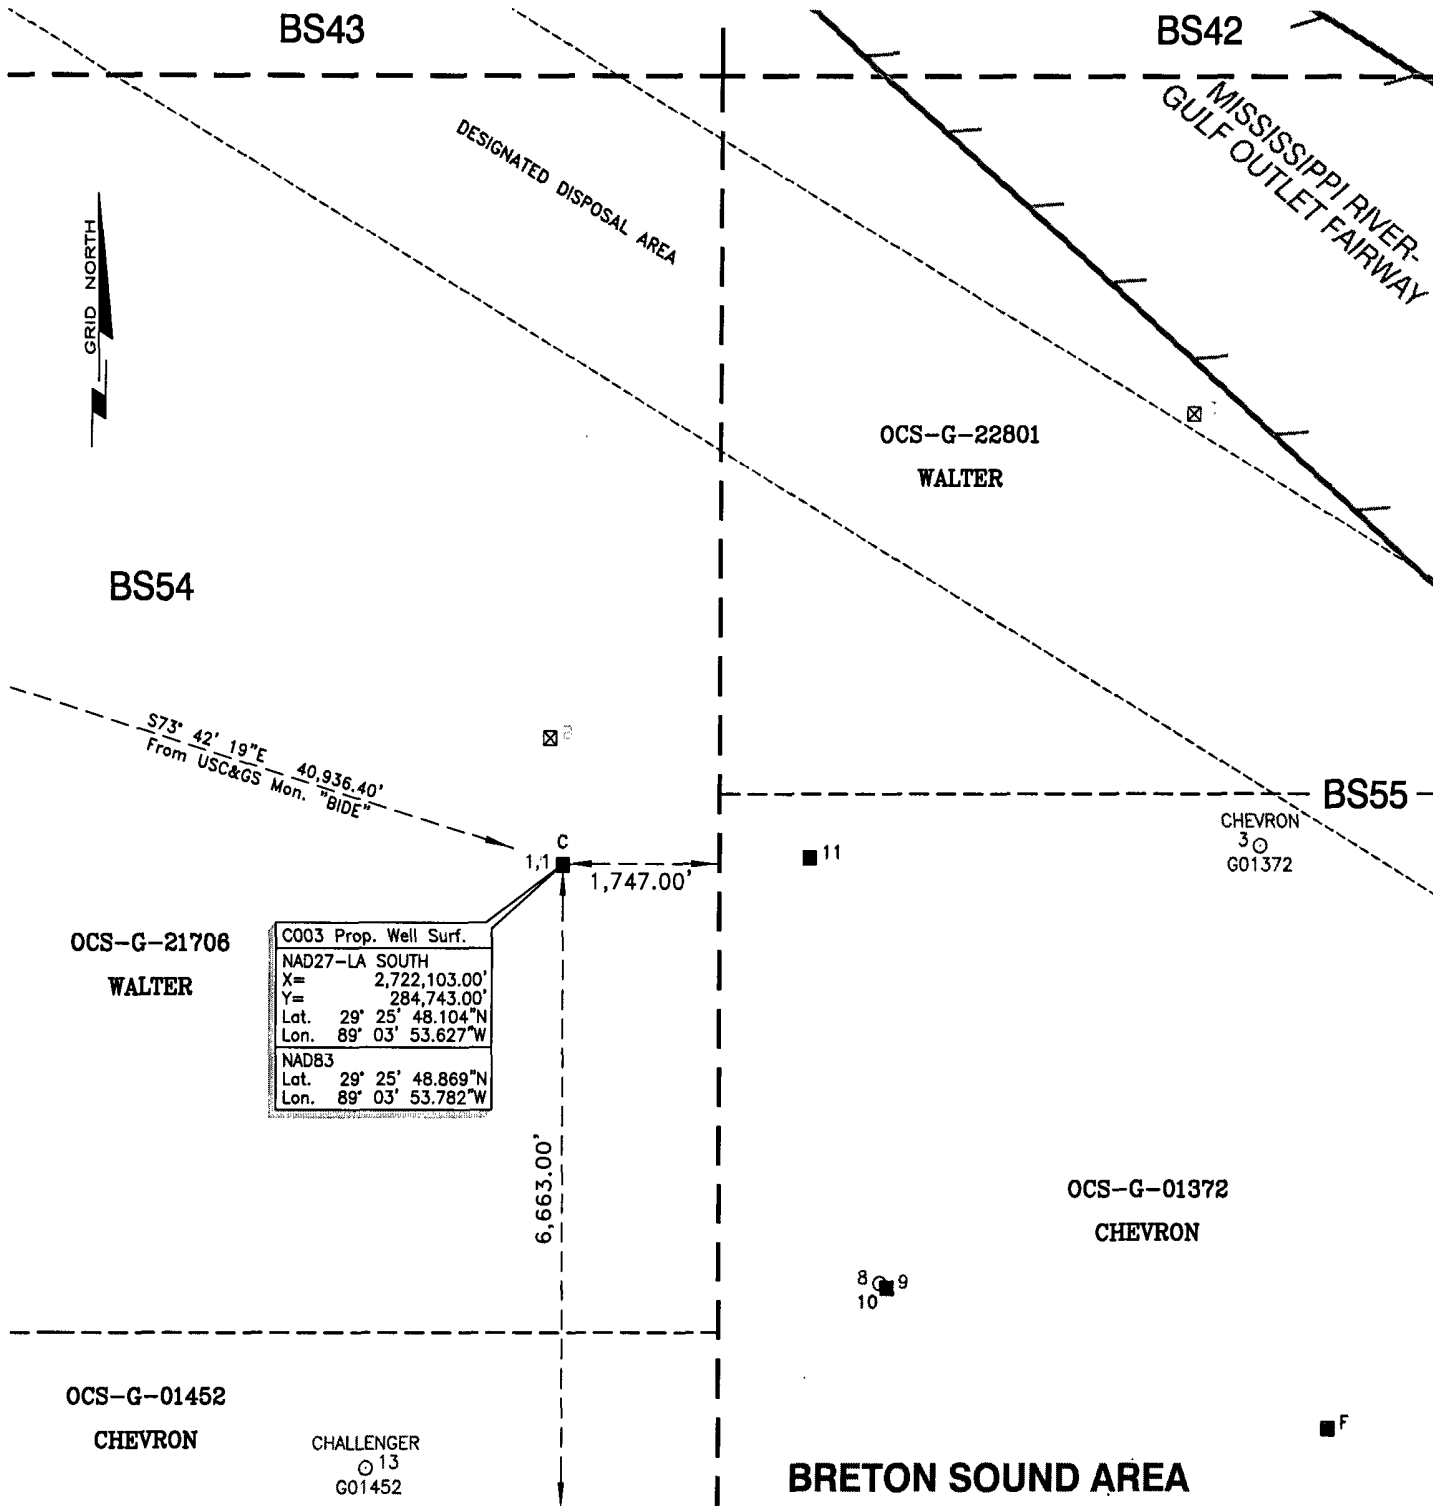 BS43
BS42
MISSISSIPPI RIVER-
GULF OUTLET FAIRWAY
DESIGNATED DISPOSAL AREA
GRID NORTH
OCS-G-22801
WALTER
BS54
S73° 42' 19"E 40,936.40'
From USC&GS Mon. "BIDE"
2
BS55
CHEVRON
3
G01372
C
1,1
1,747.00'
11
OCS-G-21706
WALTER
C003 Prop. Well Surf.
NAD27-LA SOUTH
X= 2,722,103.00'
Y= 284,743.00'
Lat. 29° 25' 48.104"N
Lon. 89° 03' 53.627"W
NAD83
Lat. 29° 25' 48.869"N
Lon. 89° 03' 53.782"W
6,663.00'
OCS-G-01372
CHEVRON
8 9
10
OCS-G-01452
CHEVRON
CHALLENGER
13
G01452
F
BRETON SOUND AREA